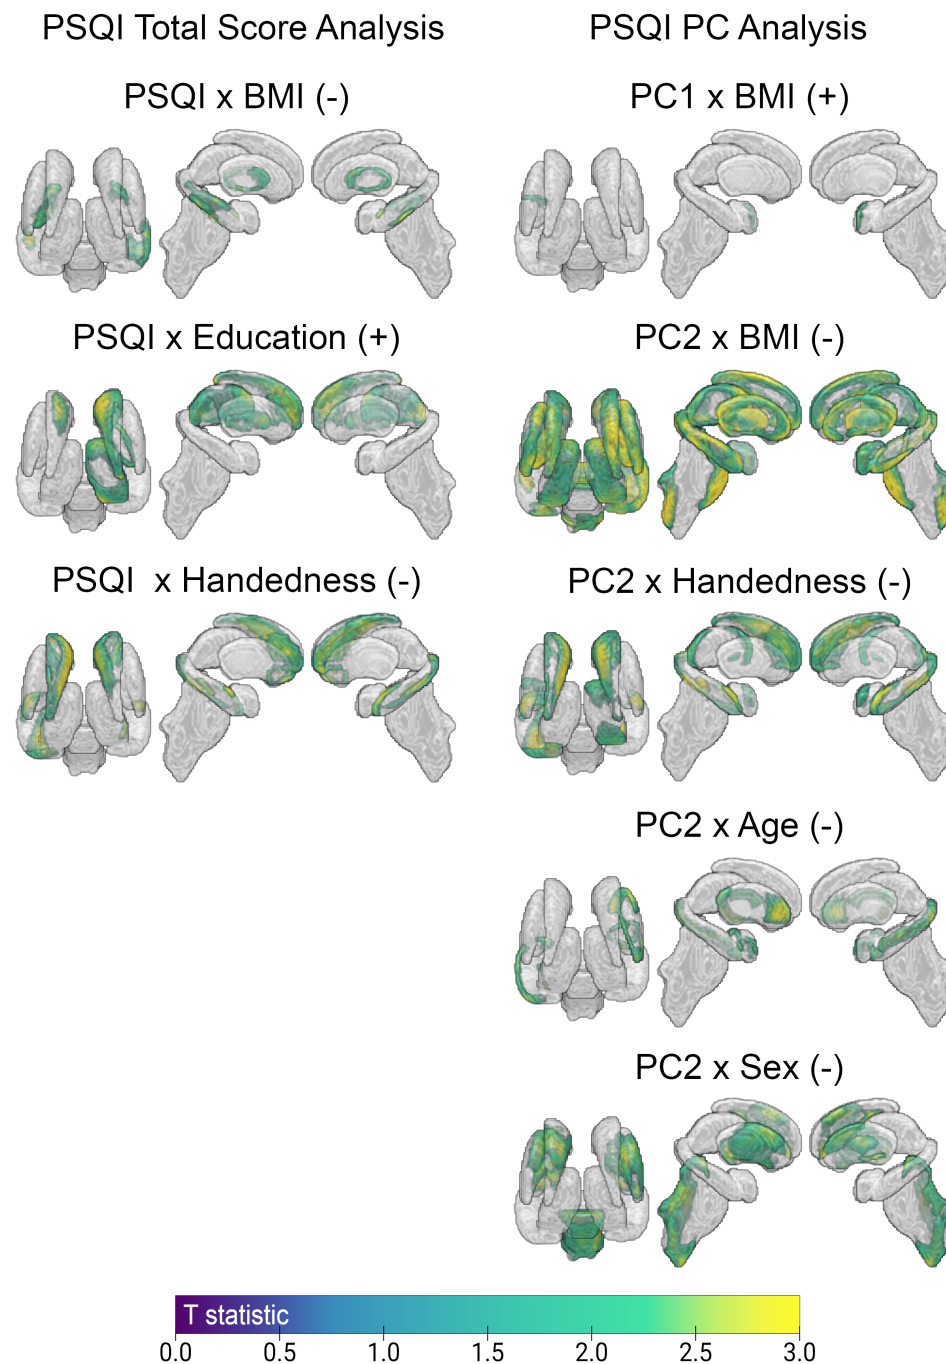 PSQI Total Score Analysis
PSQI PC Analysis
PSQI x BMI (-)
PC1 x BMI (+)
PSQI x Education (+)
PC2 x BMI (-)
PSQI x Handedness (-)
PC2 x Handedness (-)
PC2 x Age (-)
PC2 x Sex (-)
T statistic
0.0 0.5 1.0 1.5 2.0 2.5 3.0